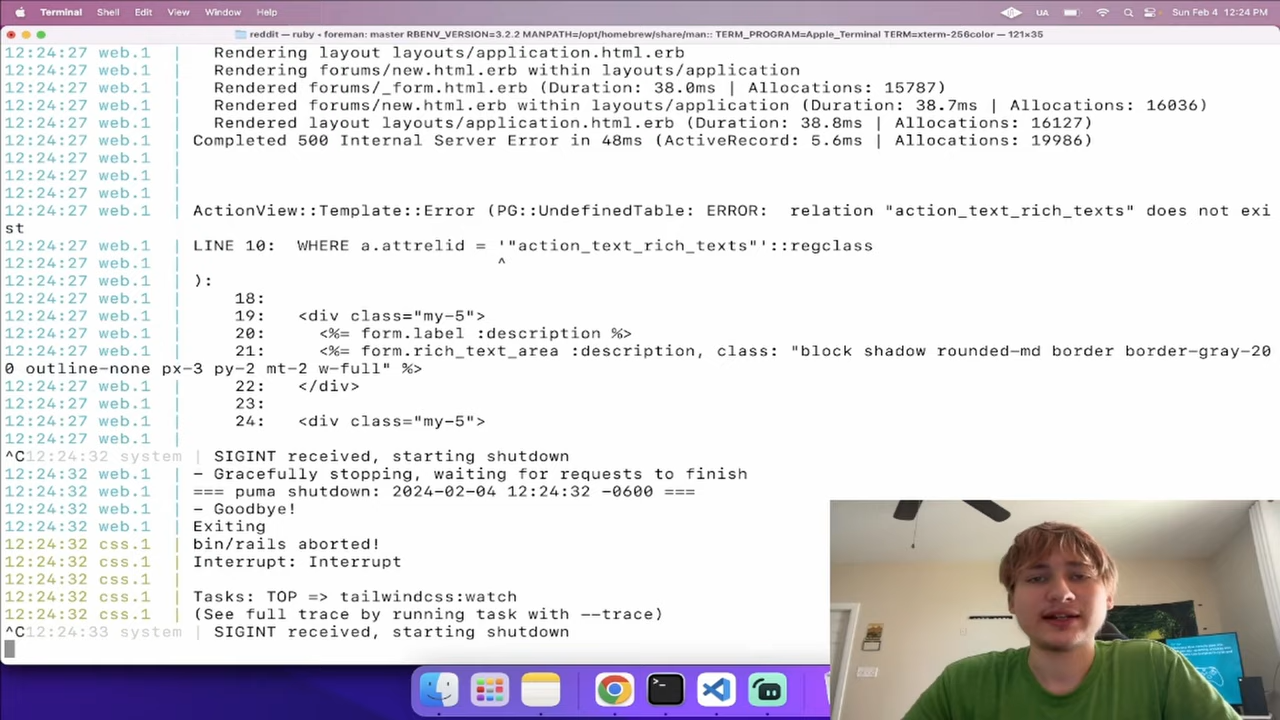 Terminal Shell Edit View Window Help UA Sun Feb 4 12:24 PM
reddit — ruby • foreman: master RBENV_VERSION=3.2.2 MANPATH=/opt/homebrew/share/man:: TERM_PROGRAM=Apple_Terminal TERM=xterm-256color — 121×35
12:24:27 web.1 | Rendering layout layouts/application.html.erb
12:24:27 web.1 | Rendering forums/new.html.erb within layouts/application
12:24:27 web.1 | Rendered forums/_form.html.erb (Duration: 38.0ms | Allocations: 15787)
12:24:27 web.1 | Rendered forums/new.html.erb within layouts/application (Duration: 38.7ms | Allocations: 16036)
12:24:27 web.1 | Rendered layout layouts/application.html.erb (Duration: 38.8ms | Allocations: 16127)
12:24:27 web.1 | Completed 500 Internal Server Error in 48ms (ActiveRecord: 5.6ms | Allocations: 19986)
12:24:27 web.1 |
12:24:27 web.1 |
12:24:27 web.1 |
12:24:27 web.1 | ActionView::Template::Error (PG::UndefinedTable: ERROR:  relation "action_text_rich_texts" does not exi
st
12:24:27 web.1 | LINE 10:  WHERE a.attrelid = '"action_text_rich_texts"'::regclass
12:24:27 web.1 | ^
12:24:27 web.1 | ):
12:24:27 web.1 | 18:
12:24:27 web.1 | 19: <div class="my-5">
12:24:27 web.1 | 20: <%= form.label :description %>
12:24:27 web.1 | 21: <%= form.rich_text_area :description, class: "block shadow rounded-md border border-gray-20
0 outline-none px-3 py-2 mt-2 w-full" %>
12:24:27 web.1 | 22: </div>
12:24:27 web.1 | 23:
12:24:27 web.1 | 24: <div class="my-5">
12:24:27 web.1 |
^C12:24:32 system | SIGINT received, starting shutdown
12:24:32 web.1 | - Gracefully stopping, waiting for requests to finish
12:24:32 web.1 | === puma shutdown: 2024-02-04 12:24:32 -0600 ===
12:24:32 web.1 | - Goodbye!
12:24:32 web.1 | Exiting
12:24:32 css.1 | bin/rails aborted!
12:24:32 css.1 | Interrupt: Interrupt
12:24:32 css.1 |
12:24:32 css.1 | Tasks: TOP => tailwindcss:watch
12:24:32 css.1 | (See full trace by running task with --trace)
^C12:24:33 system | SIGINT received, starting shutdown